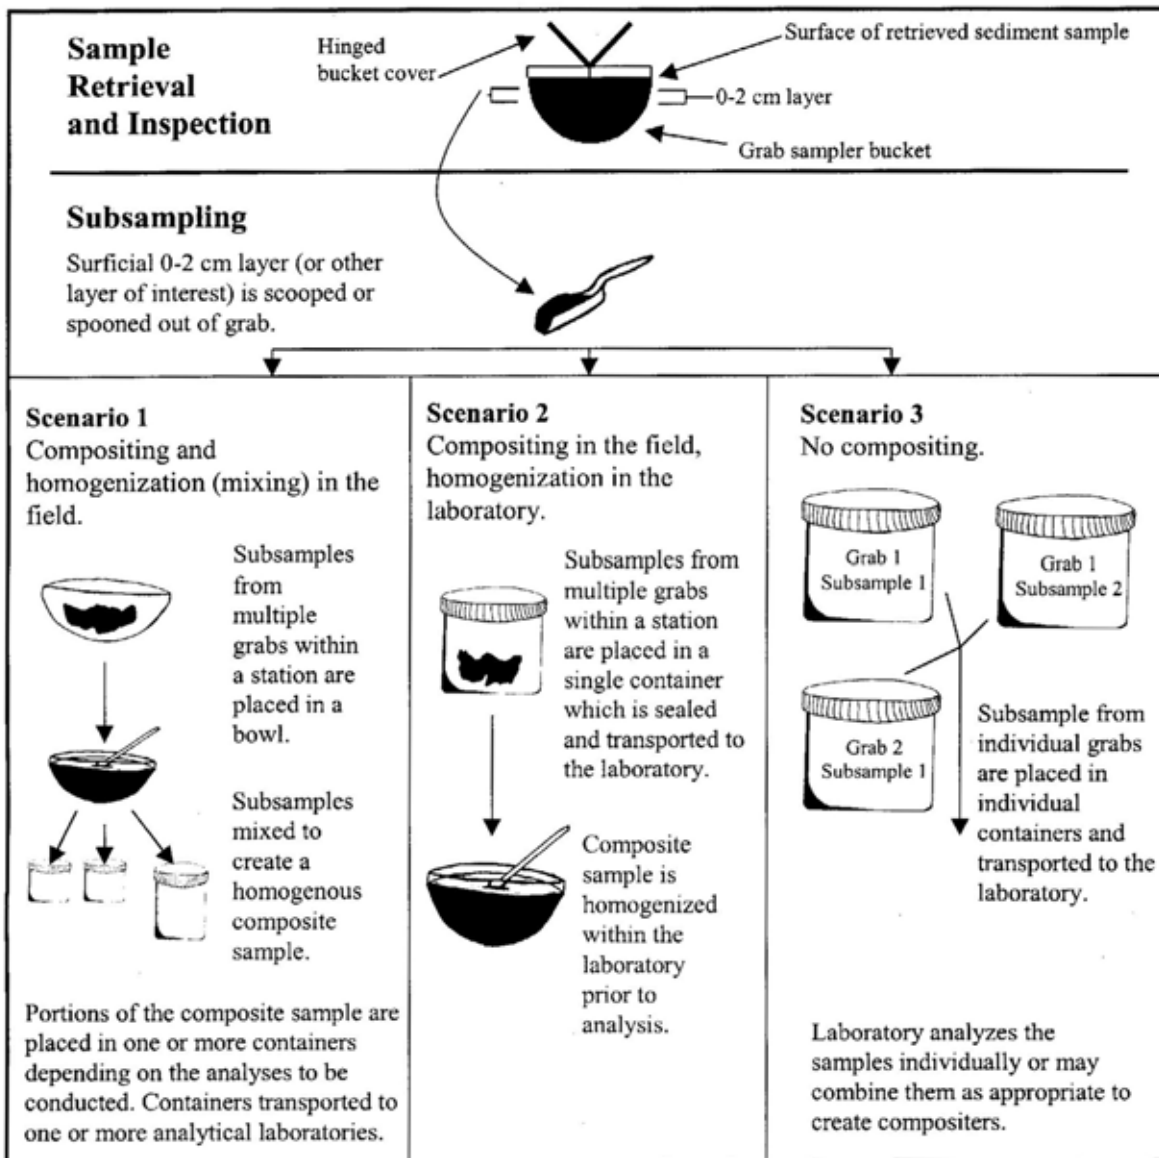 Sample
Retrieval
and Inspection
Hinged
bucket cover
Surface of retrieved sediment sample
0-2 cm layer
Grab sampler bucket
Subsampling
Surficial 0-2 cm layer (or other
layer of interest) is scooped or
spooned out of grab.
Scenario 1
Compositing and
homogenization (mixing) in the
field.
Subsamples
from
multiple
grabs within
a station are
placed in a
bowl.
Subsamples
mixed to
create a
homogenous
composite
sample.
Portions of the composite sample are
placed in one or more containers
depending on the analyses to be
conducted. Containers transported to
one or more analytical laboratories.
Scenario 2
Compositing in the field,
homogenization in the
laboratory.
Subsamples from
multiple grabs
within a station
are placed in a
single container
which is sealed
and transported to
the laboratory.
Composite
sample is
homogenized
within the
laboratory
prior to
analysis.
Scenario 3
No compositing.
Grab 1
Subsample 1
Grab 1
Subsample 2
Grab 2
Subsample 1
Subsample from
individual grabs
are placed in
individual
containers and
transported to the
laboratory.
Laboratory analyzes the
samples individually or may
combine them as appropriate to
create compositers.